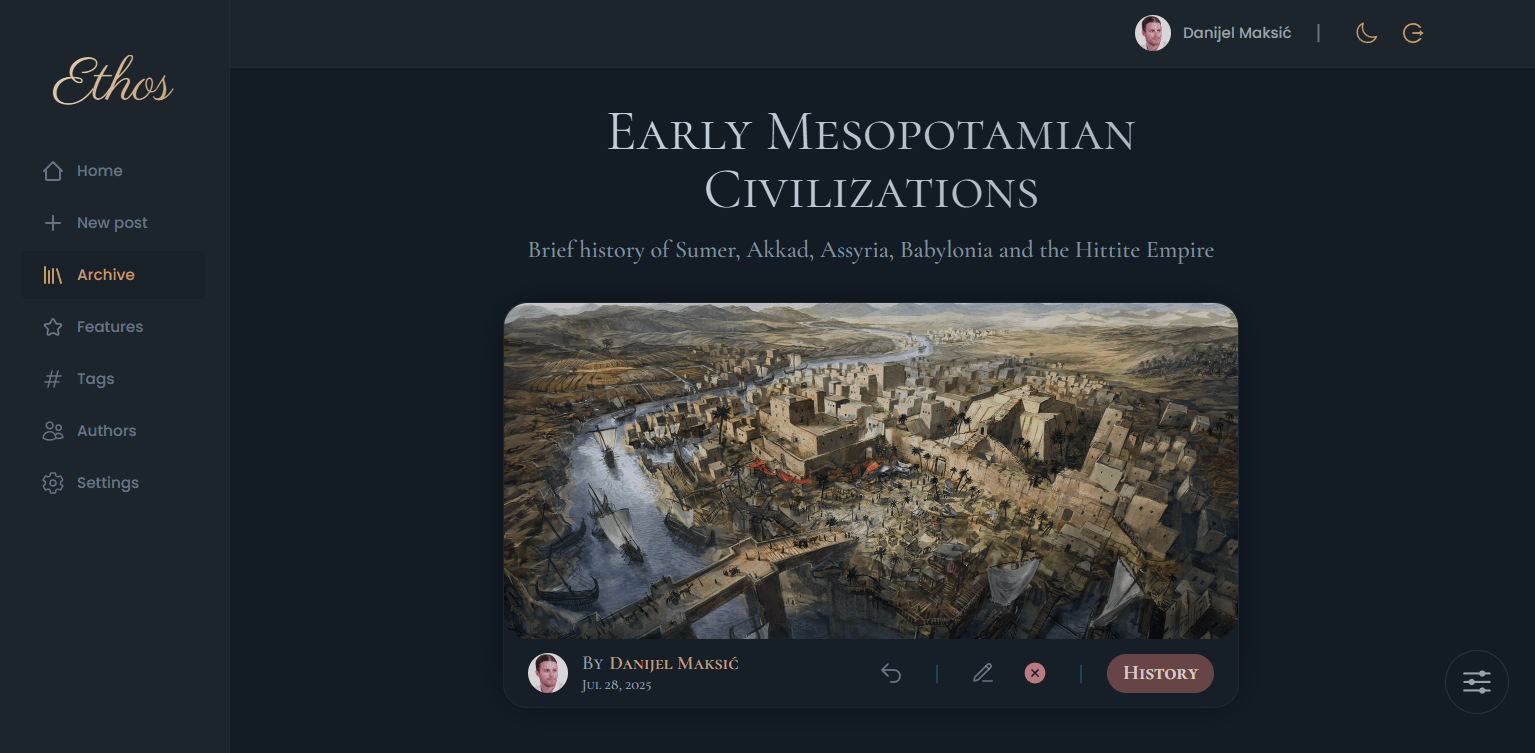 Ethos
Home
New post
Archive
Features
Tags
Authors
Settings
Danijel Maksić
Early Mesopotamian
Civilizations
Brief history of Sumer, Akkad, Assyria, Babylonia and the Hittite Empire
By Danijel Maksić
Jul 28, 2025
History